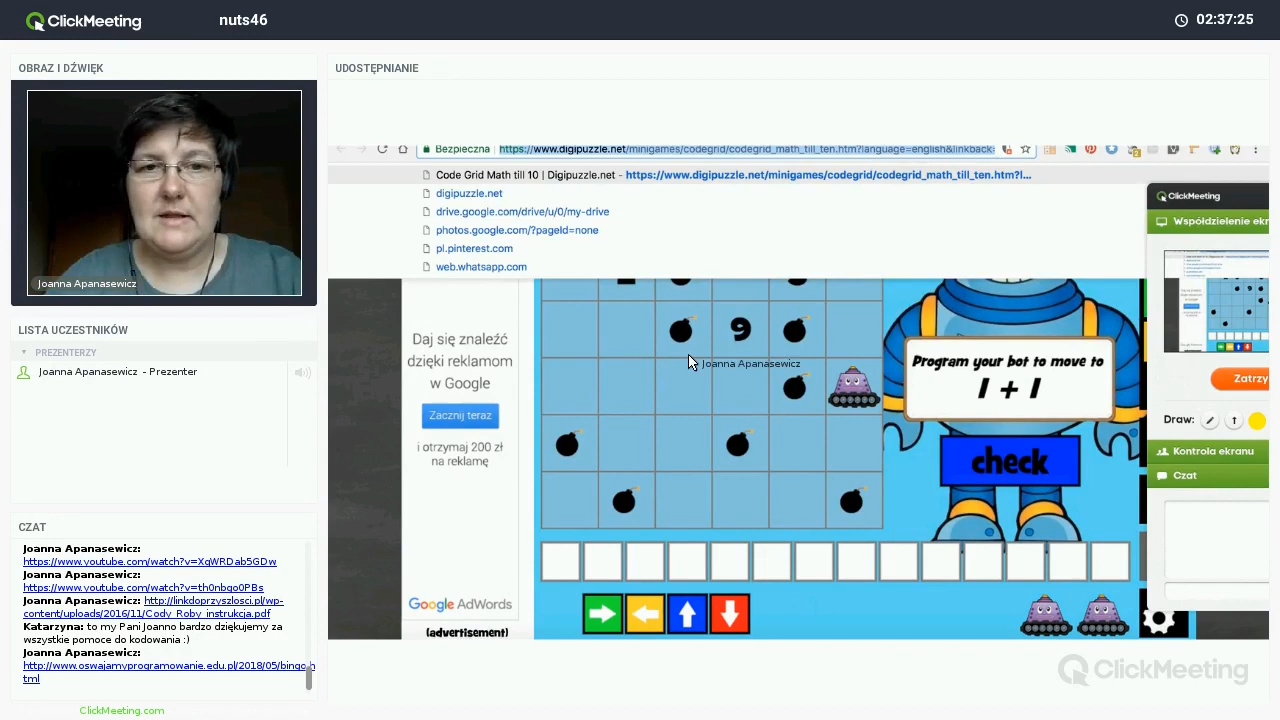 ClickMeeting
nuts46
02:37:25
OBRAZ I DŹWIĘK
Joanna Apanasewicz
LISTA UCZESTNIKÓW
PREZENTERZY
Joanna Apanasewicz - Prezenter
CZAT
Joanna Apanasewicz:
https://www.youtube.com/watch?v=XqWRDab5GDw
Joanna Apanasewicz:
https://www.youtube.com/watch?v=th0nbqo0PBs
Joanna Apanasewicz: http://linkdoprzyszlosci.pl/wp-
content/uploads/2016/11/Cody_Roby_instrukcja.pdf
Katarzyna: to my Pani Joanno bardzo dziękujemy za
wszystkie pomoce do kodowania :)
Joanna Apanasewicz:
http://www.oswajamyprogramowanie.edu.pl/2018/05/bingo.h
tml
ClickMeeting.com
UDOSTĘPNIANIE
Bezpieczna https://www.digipuzzle.net/minigames/codegrid/codegrid_math_till_ten.htm?language=english&linkback=
Code Grid Math till 10 | Digipuzzle.net - https://www.digipuzzle.net/minigames/codegrid/codegrid_math_till_ten.htm?l...
digipuzzle.net
drive.google.com/drive/u/0/my-drive
photos.google.com/?pageId=none
pl.pinterest.com
web.whatsapp.com
Daj się znaleźć
dzięki reklamom
w Google
Zacznij teraz
i otrzymaj 200 zł
na reklamę
Google AdWords
(advertisement)
9
Joanna Apanasewicz
Program your bot to move to
1 + 1
check
ClickMeeting
Współdzielenie ekr
Zatrzy
Draw:
Kontrola ekranu
Czat
ClickMeeting